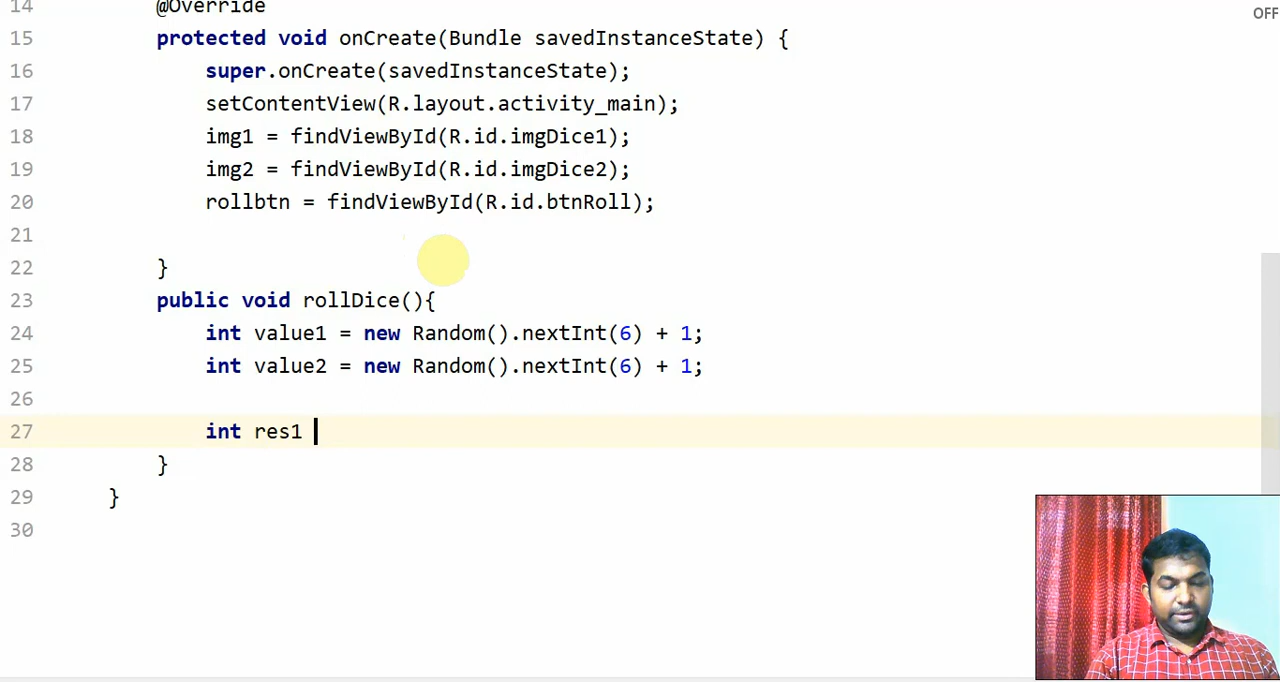 14 @Override
OFF
15 protected void onCreate(Bundle savedInstanceState) {
16 super.onCreate(savedInstanceState);
17 setContentView(R.layout.activity_main);
18 img1 = findViewById(R.id.imgDice1);
19 img2 = findViewById(R.id.imgDice2);
20 rollbtn = findViewById(R.id.btnRoll);
21
22 }
23 public void rollDice(){
24 int value1 = new Random().nextInt(6) + 1;
25 int value2 = new Random().nextInt(6) + 1;
26
27 int res1
28 }
29 }
30